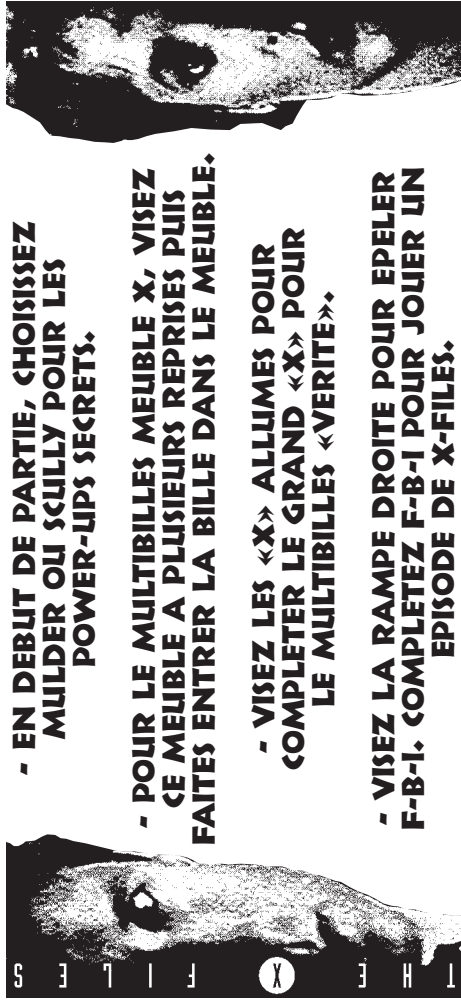 - EN DEBUT DE PARTIE, CHOISISSEZ
MULDER OU SCULLY POUR LES
POWER-UPS SECRETS.
- POUR LE MULTIBILLES MEUBLE X, VISEZ
CE MEUBLE A PLUSIEURS REPRISES PUIS
FAITES ENTRER LA BILLE DANS LE MEUBLE.
- VISEZ LES «X» ALLUMES POUR
COMPLETER LE GRAND «X» POUR
LE MULTIBILLES «VERITE».
- VISEZ LA RAMPE DROITE POUR EPELER
F-B-I. COMPLETEZ F-B-I POUR JOUER UN
EPISODE DE X-FILES.
THE X FILES